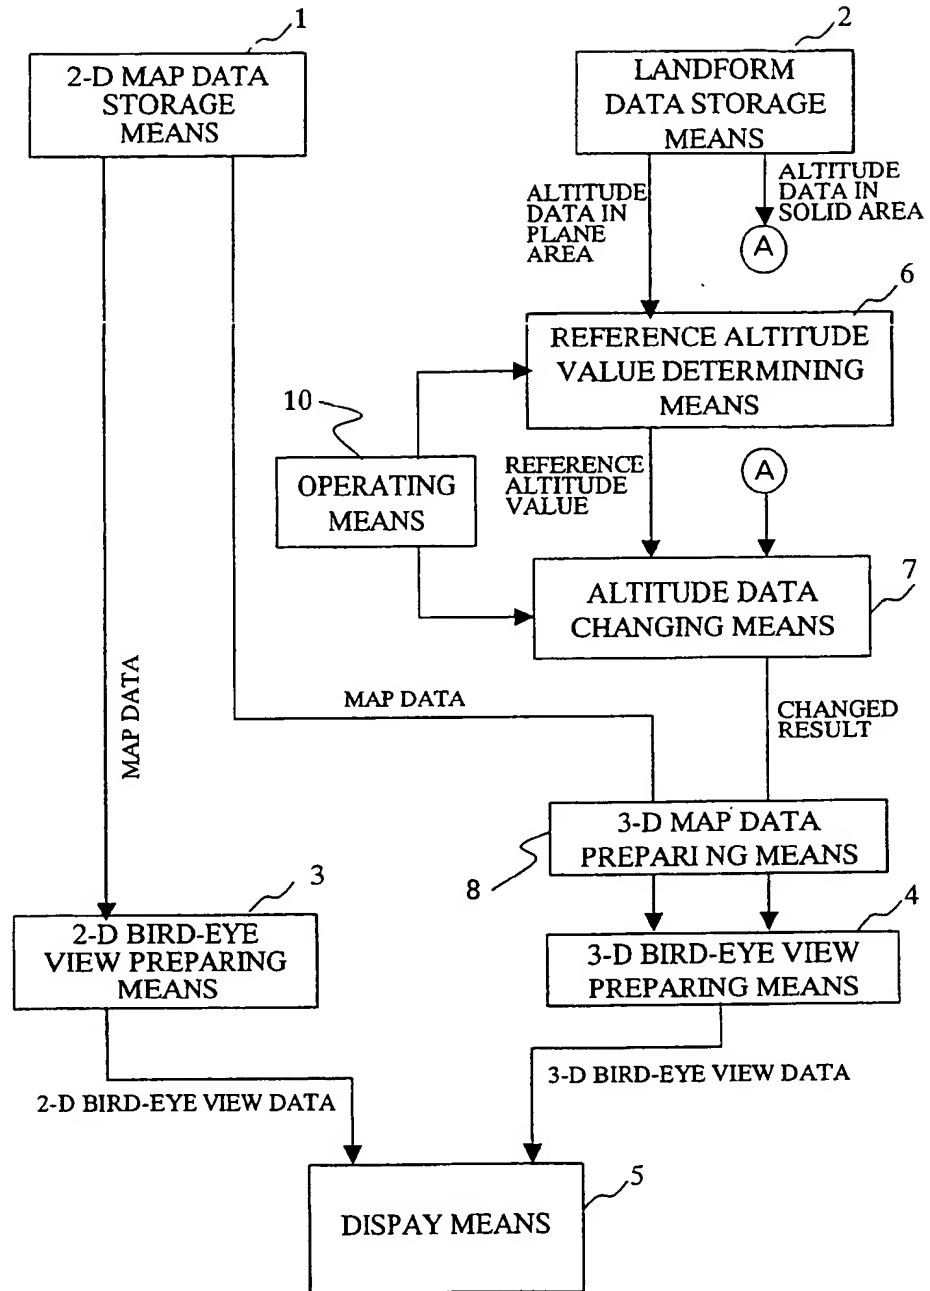 1
2-D MAP DATA
STORAGE
MEANS
2
LANDFORM
DATA STORAGE
MEANS
ALTITUDE
DATA IN
PLANE
AREA
ALTITUDE
DATA IN
SOLID AREA
A
6
REFERENCE ALTITUDE
VALUE DETERMINING
MEANS
10
OPERATING
MEANS
REFERENCE
ALTITUDE
VALUE
A
7
ALTITUDE DATA
CHANGING MEANS
MAP DATA
MAP DATA
CHANGED
RESULT
8
3-D MAP DATA
PREPARI NG MEANS
3
2-D BIRD-EYE
VIEW PREPARING
MEANS
4
3-D BIRD-EYE VIEW
PREPARING MEANS
2-D BIRD-EYE VIEW DATA
3-D BIRD-EYE VIEW DATA
5
DISPAY MEANS